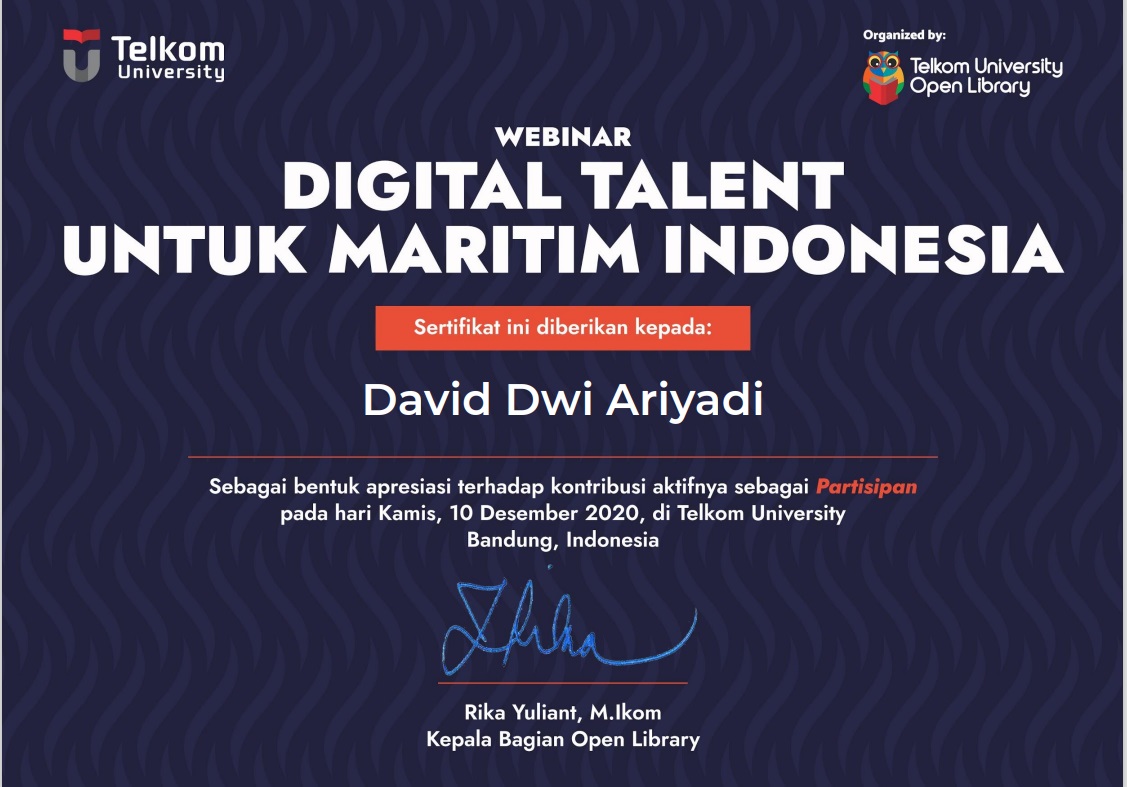 Telkom
University
Organized by:
Telkom University
Open Library
WEBINAR
DIGITAL TALENT
UNTUK MARITIM INDONESIA
Sertifikat ini diberikan kepada:
David Dwi Ariyadi
Sebagai bentuk apresiasi terhadap kontribusi aktifnya sebagai Partisipan
pada hari Kamis, 10 Desember 2020, di Telkom University
Bandung, Indonesia
Rika Yuliant, M.Ikom
Kepala Bagian Open Library